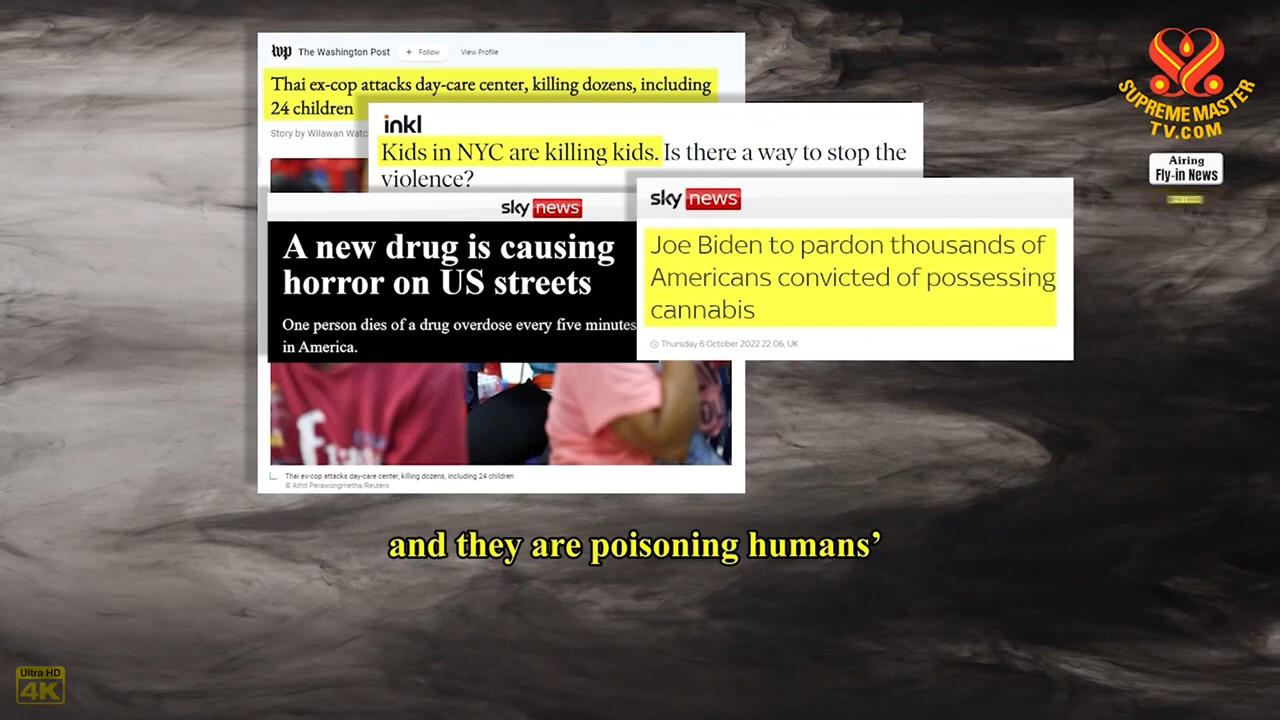 The Washington Post
+ Follow
View Profile
Thai ex-cop attacks day-care center, killing dozens, including
24 children
Story by Wilawan Watc
inkl
Kids in NYC are killing kids. Is there a way to stop the
violence?
sky news
A new drug is causing
horror on US streets
One person dies of a drug overdose every five minutes
in America.
sky news
Joe Biden to pardon thousands of
Americans convicted of possessing
cannabis
Thursday 6 October 2022 22:06, UK
Thai ex-cop attacks day-care center, killing dozens, including 24 children
© Athit Perawongmetha/Reuters
and they are poisoning humans’
SUPREME MASTER
TV.COM
Airing
Fly-in News
Ultra HD
4K